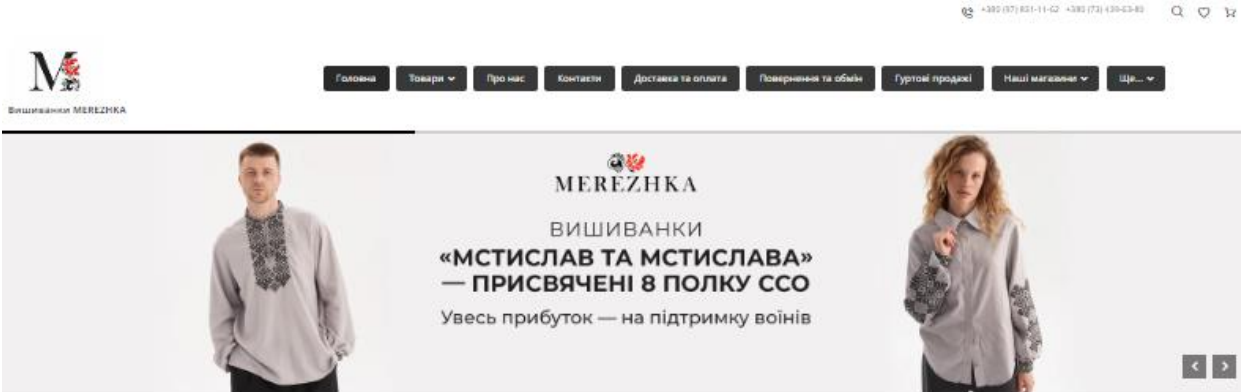 М
Вишиванки MEREZHKA
Головна Товари Про нас Контакти Доставка та оплата Повернення та обмін Гуртові продажі Наші магазини Ще...
MEREZHKA
ВИШИВАНКИ
«МСТИСЛАВ ТА МСТИСЛАВА»
— ПРИСВЯЧЕНІ 8 ПОЛКУ ССО
Увесь прибуток — на підтримку воїнів